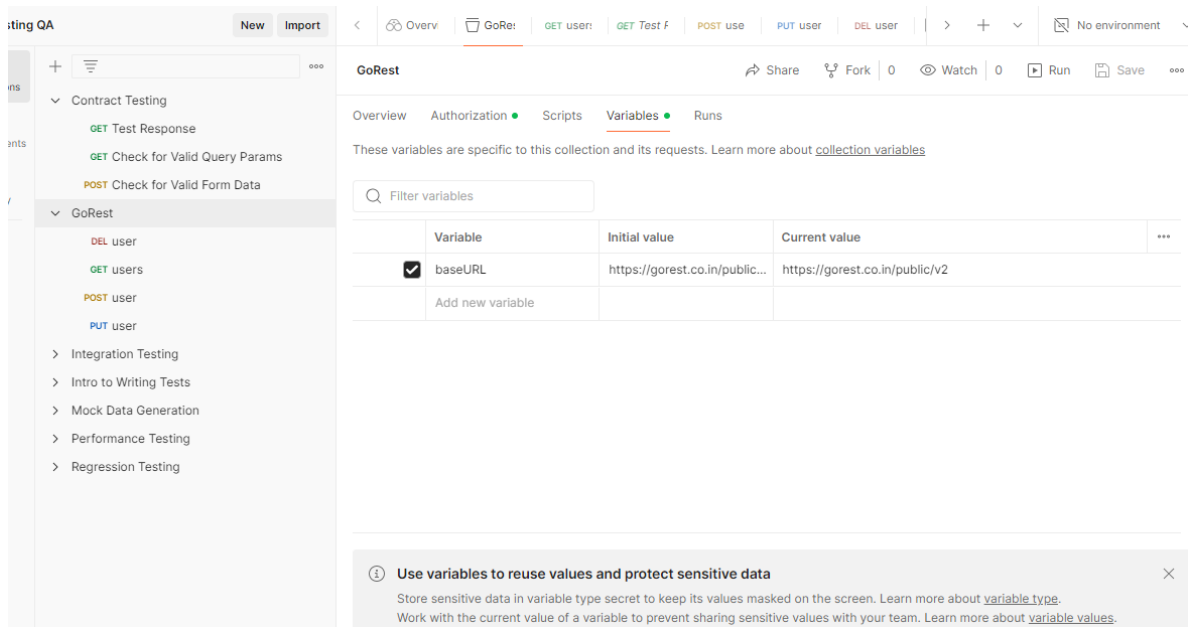 sting QA
New
Import
Overv
GoRes
GET users
GET Test F
POST use
PUT user
DEL user
No environment
ns
ents
y
Contract Testing
GET Test Response
GET Check for Valid Query Params
POST Check for Valid Form Data
GoRest
DEL user
GET users
POST user
PUT user
Integration Testing
Intro to Writing Tests
Mock Data Generation
Performance Testing
Regression Testing
GoRest
Share
Fork
0
Watch
0
Run
Save
Overview
Authorization
Scripts
Variables
Runs
These variables are specific to this collection and its requests. Learn more about collection variables
Filter variables
Variable
Initial value
Current value
baseURL
https://gorest.co.in/public...
https://gorest.co.in/public/v2
Add new variable
Use variables to reuse values and protect sensitive data
Store sensitive data in variable type secret to keep its values masked on the screen. Learn more about variable type.
Work with the current value of a variable to prevent sharing sensitive values with your team. Learn more about variable values.